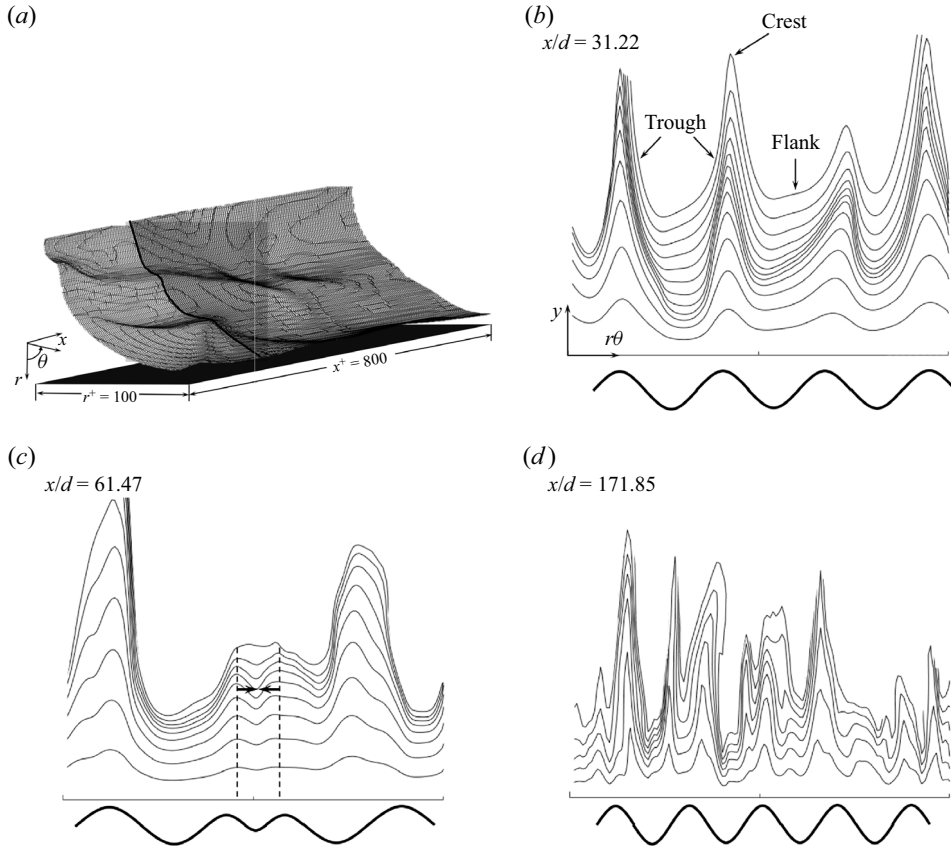 (a)
x
θ
r
r⁺ = 100
x⁺ = 800
(b)
x/d = 31.22
Crest
Trough
Flank
y
rθ
(c)
x/d = 61.47
(d)
x/d = 171.85